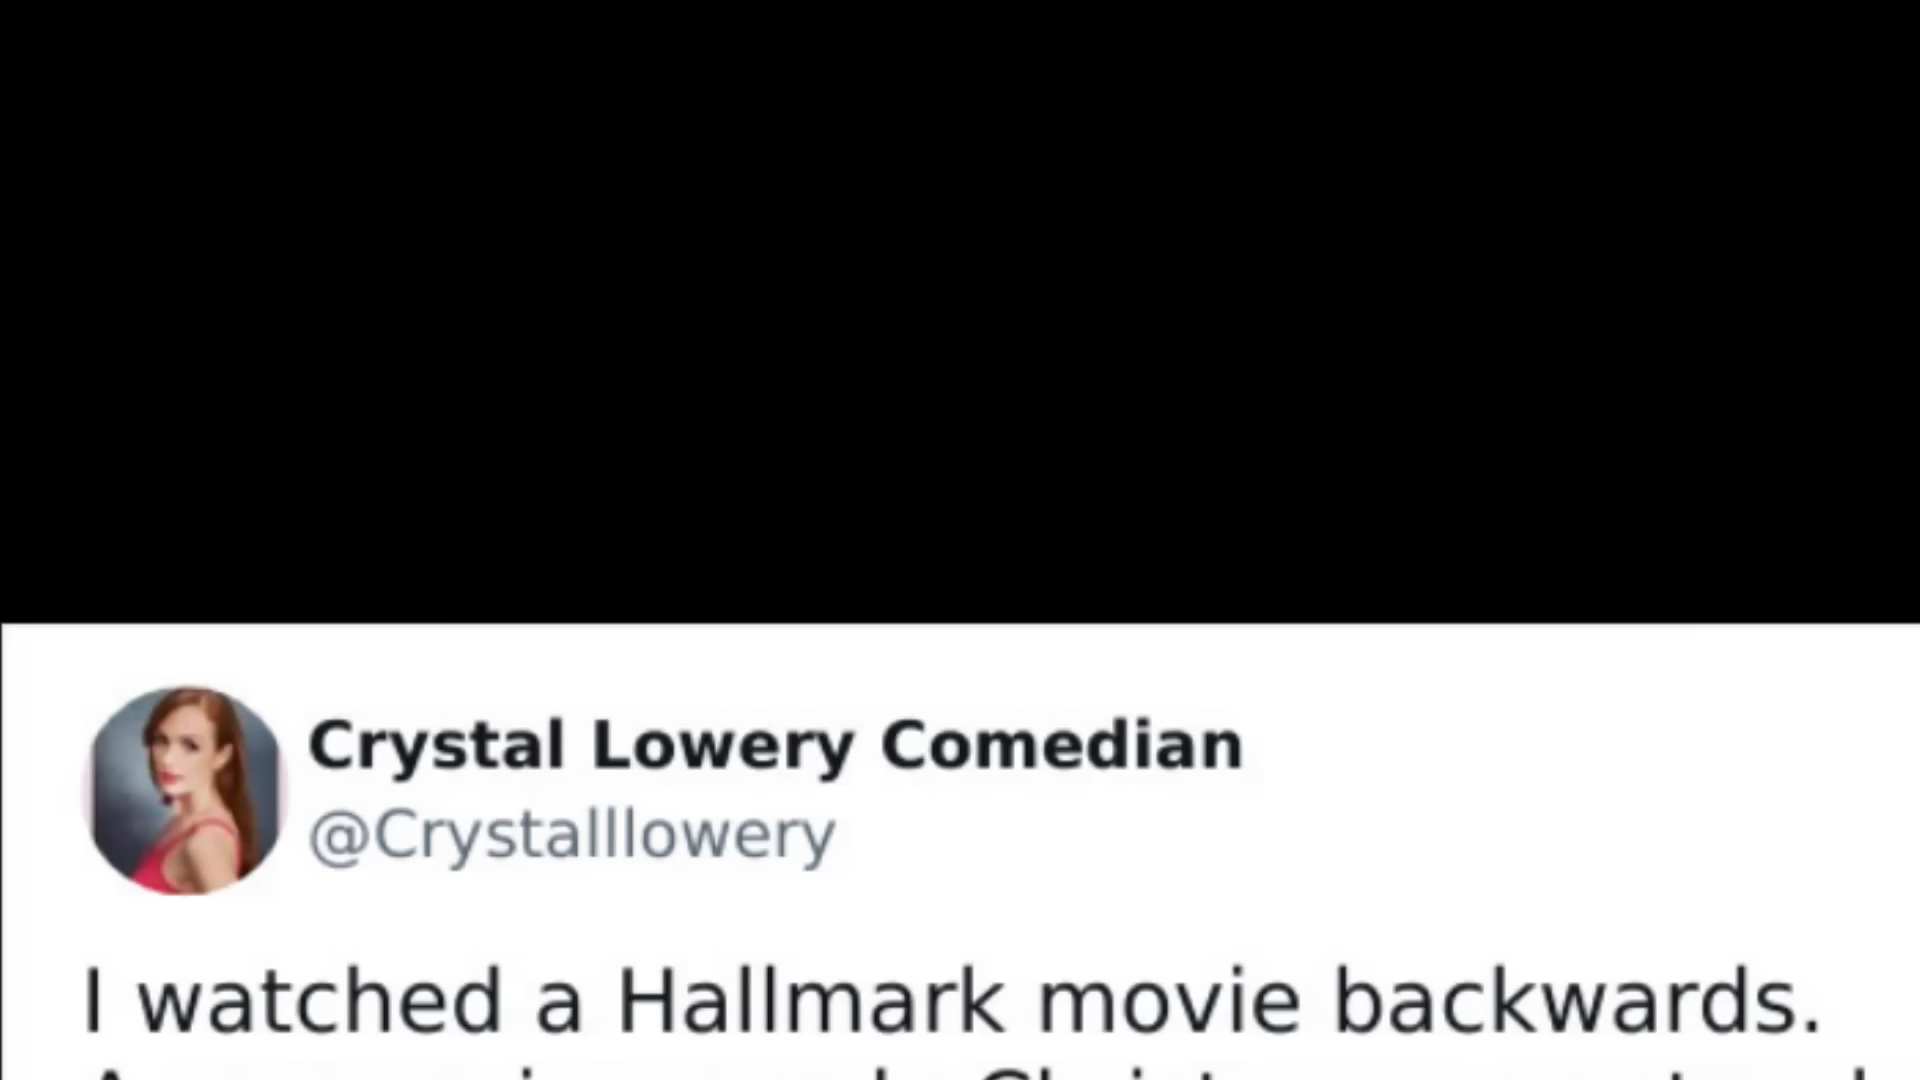 Crystal Lowery Comedian
@Crystalllowery
I watched a Hallmark movie backwards.